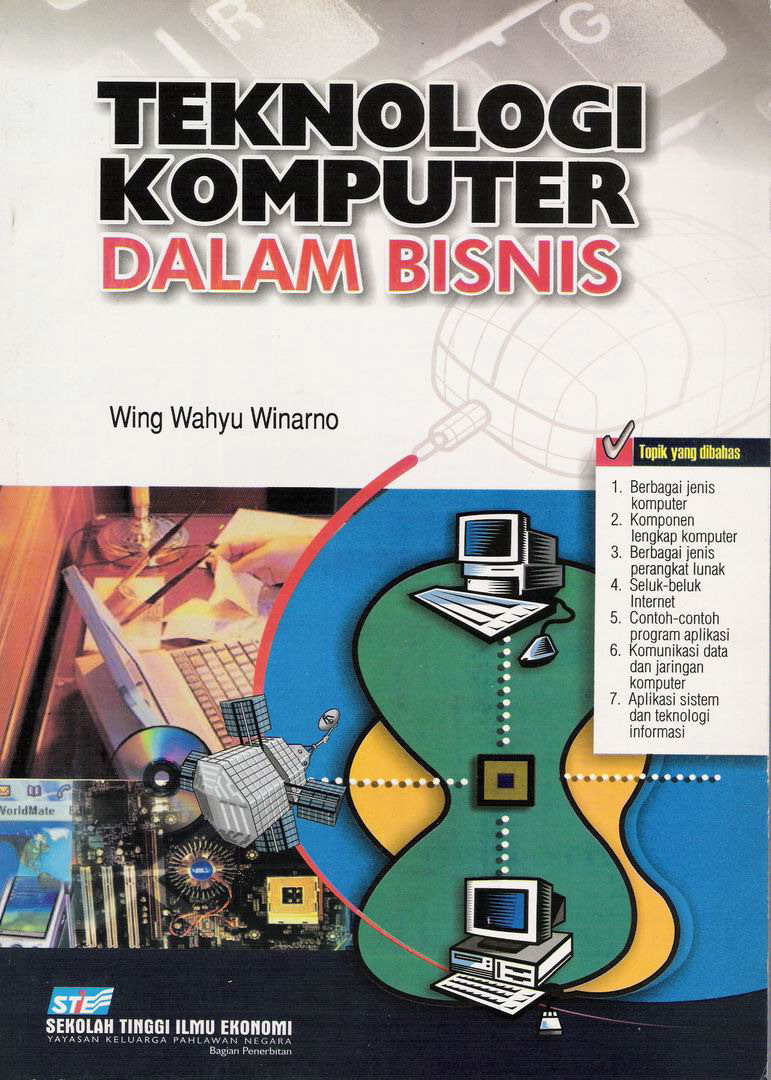 R
G
TEKNOLOGI
KOMPUTER
DALAM BISNIS
Wing Wahyu Winarno
Topik yang dibahas
1. Berbagai jenis
komputer
2. Komponen
lengkap komputer
3. Berbagai jenis
perangkat lunak
4. Seluk-beluk
Internet
5. Contoh-contoh
program aplikasi
6. Komunikasi data
dan jaringan
komputer
7. Aplikasi sistem
dan teknologi
informasi
WorldMate
STIE
SEKOLAH TINGGI ILMU EKONOMI
YAYASAN KELUARGA PAHLAWAN NEGARA
Bagian Penerbitan